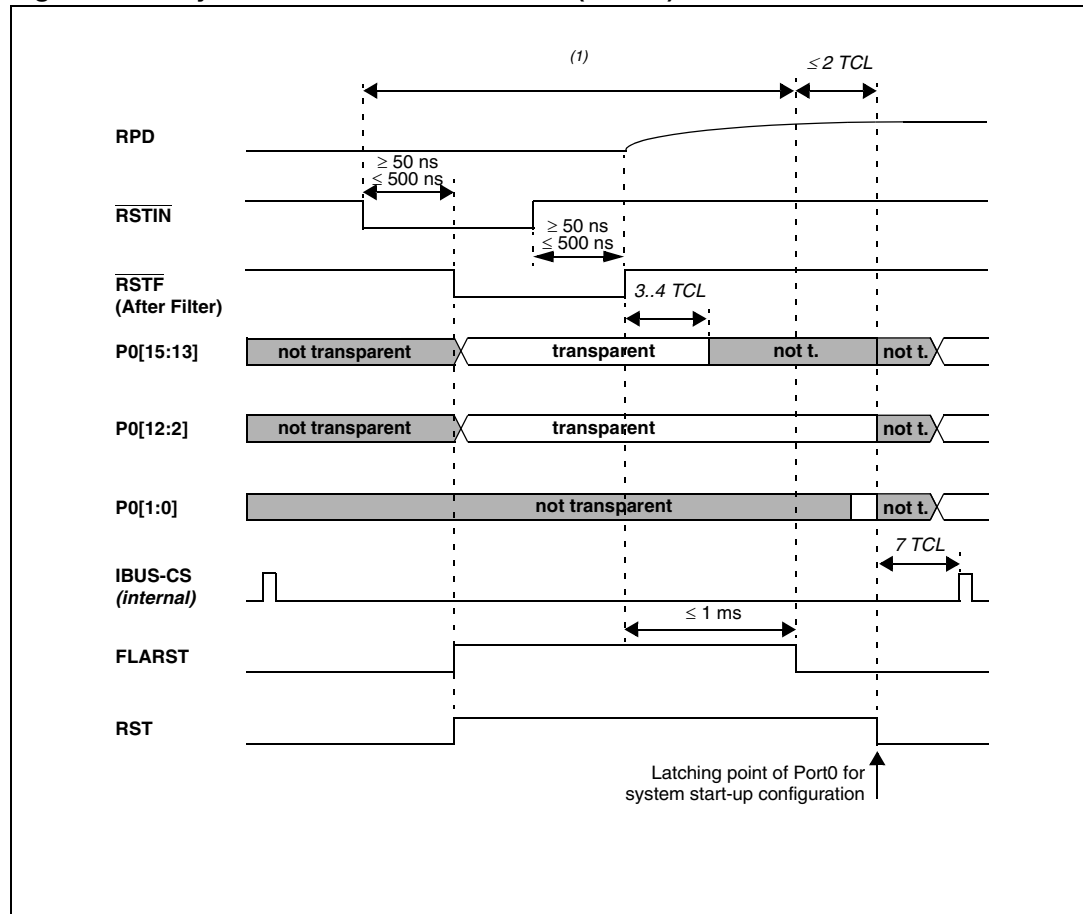 (1)
≤ 2 TCL
RPD
≥ 50 ns
≤ 500 ns
RSTIN
≥ 50 ns
≤ 500 ns
RSTF
(After Filter)
3..4 TCL
P0[15:13]
not transparent
transparent
not t.
not t.
P0[12:2]
not transparent
transparent
not t.
P0[1:0]
not transparent
not t.
7 TCL
IBUS-CS
(internal)
≤ 1 ms
FLARST
RST
Latching point of Port0 for
system start-up configuration